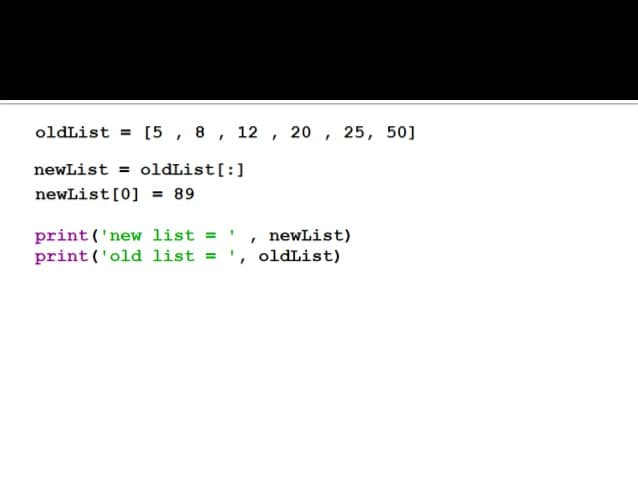 oldList = [5 , 8 , 12 , 20 , 25, 50]
newList = oldList[:]
newList[0] = 89
print('new list = ' , newList)
print('old list = ', oldList)